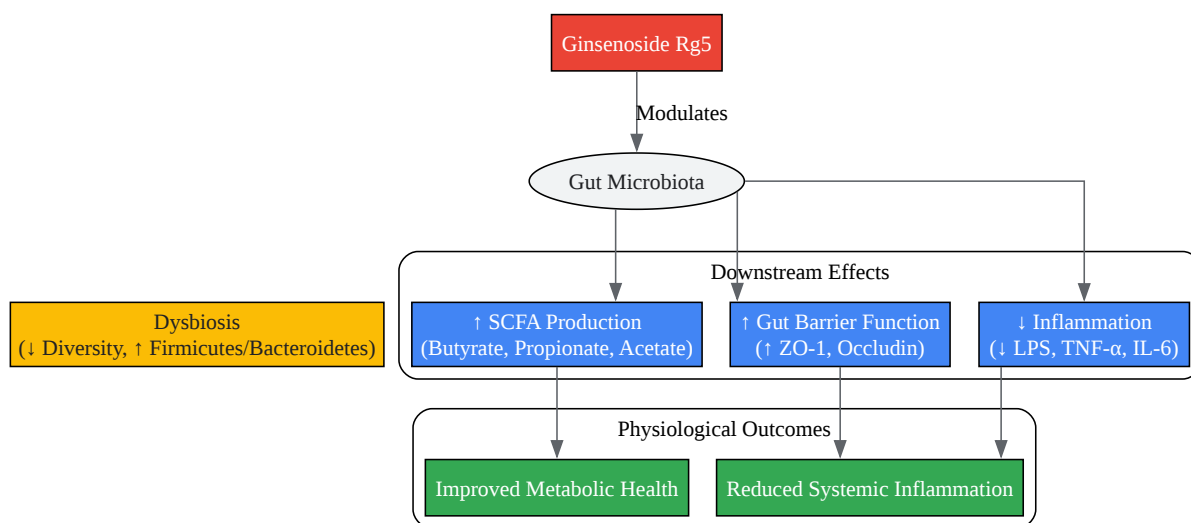 Ginsenoside Rg5
Modulates
Gut Microbiota
Downstream Effects
Dysbiosis
(↓ Diversity, ↑ Firmicutes/Bacteroidetes)
↑ SCFA Production
(Butyrate, Propionate, Acetate)
↑ Gut Barrier Function
(↑ ZO-1, Occludin)
↓ Inflammation
(↓ LPS, TNF-α, IL-6)
Physiological Outcomes
Improved Metabolic Health
Reduced Systemic Inflammation